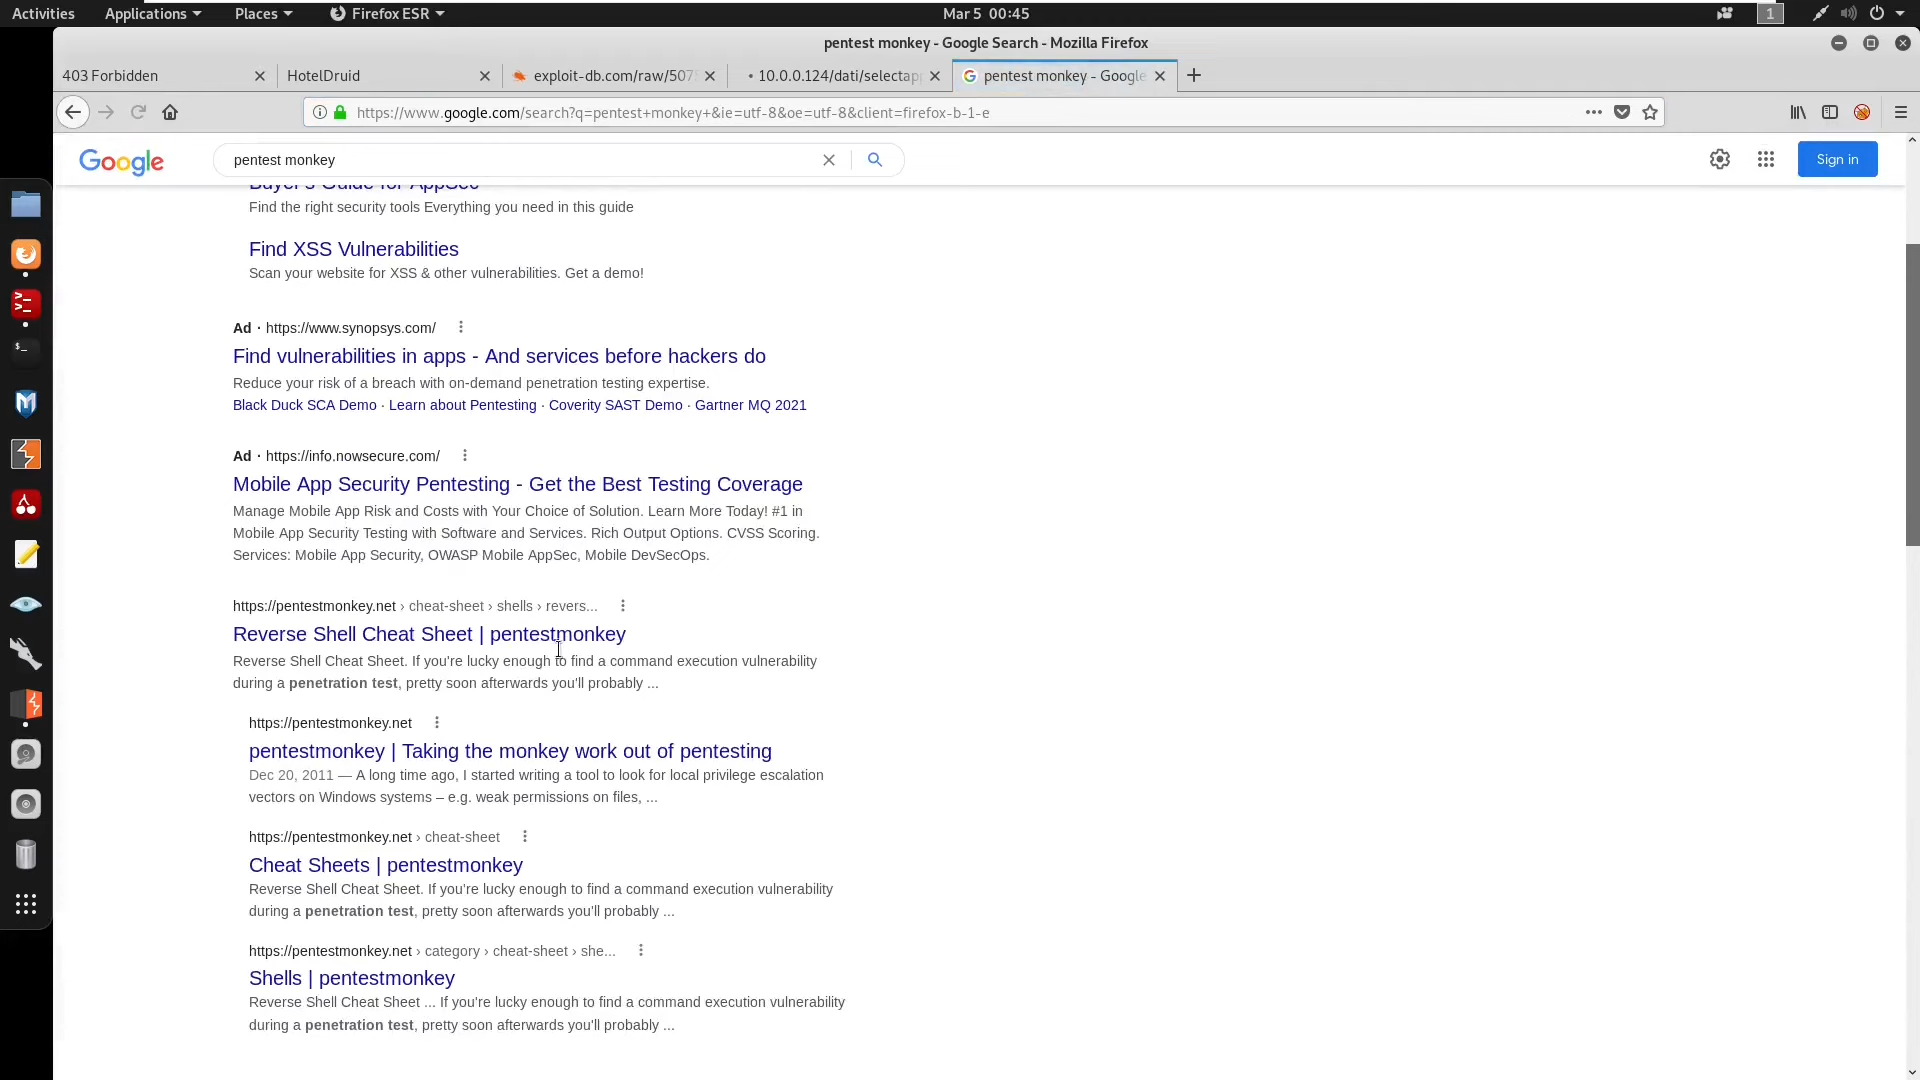 Activities Applications Places Firefox ESR Mar 5 00:45 1
pentest monkey - Google Search - Mozilla Firefox
403 Forbidden HotelDruid exploit-db.com/raw/507 10.0.0.124/dati/selectap pentest monkey - Google
https://www.google.com/search?q=pentest+monkey+&ie=utf-8&oe=utf-8&client=firefox-b-1-e
Google pentest monkey Sign in
Buyer's Guide for AppSec
Find the right security tools Everything you need in this guide
Find XSS Vulnerabilities
Scan your website for XSS & other vulnerabilities. Get a demo!
Ad · https://www.synopsys.com/
Find vulnerabilities in apps - And services before hackers do
Reduce your risk of a breach with on-demand penetration testing expertise.
Black Duck SCA Demo · Learn about Pentesting · Coverity SAST Demo · Gartner MQ 2021
Ad · https://info.nowsecure.com/
Mobile App Security Pentesting - Get the Best Testing Coverage
Manage Mobile App Risk and Costs with Your Choice of Solution. Learn More Today! #1 in
Mobile App Security Testing with Software and Services. Rich Output Options. CVSS Scoring.
Services: Mobile App Security, OWASP Mobile AppSec, Mobile DevSecOps.
https://pentestmonkey.net › cheat-sheet › shells › revers...
Reverse Shell Cheat Sheet | pentestmonkey
Reverse Shell Cheat Sheet. If you're lucky enough to find a command execution vulnerability
during a penetration test, pretty soon afterwards you'll probably ...
https://pentestmonkey.net
pentestmonkey | Taking the monkey work out of pentesting
Dec 20, 2011 — A long time ago, I started writing a tool to look for local privilege escalation
vectors on Windows systems – e.g. weak permissions on files, ...
https://pentestmonkey.net › cheat-sheet
Cheat Sheets | pentestmonkey
Reverse Shell Cheat Sheet. If you're lucky enough to find a command execution vulnerability
during a penetration test, pretty soon afterwards you'll probably ...
https://pentestmonkey.net › category › cheat-sheet › she...
Shells | pentestmonkey
Reverse Shell Cheat Sheet ... If you're lucky enough to find a command execution vulnerability
during a penetration test, pretty soon afterwards you'll probably ...